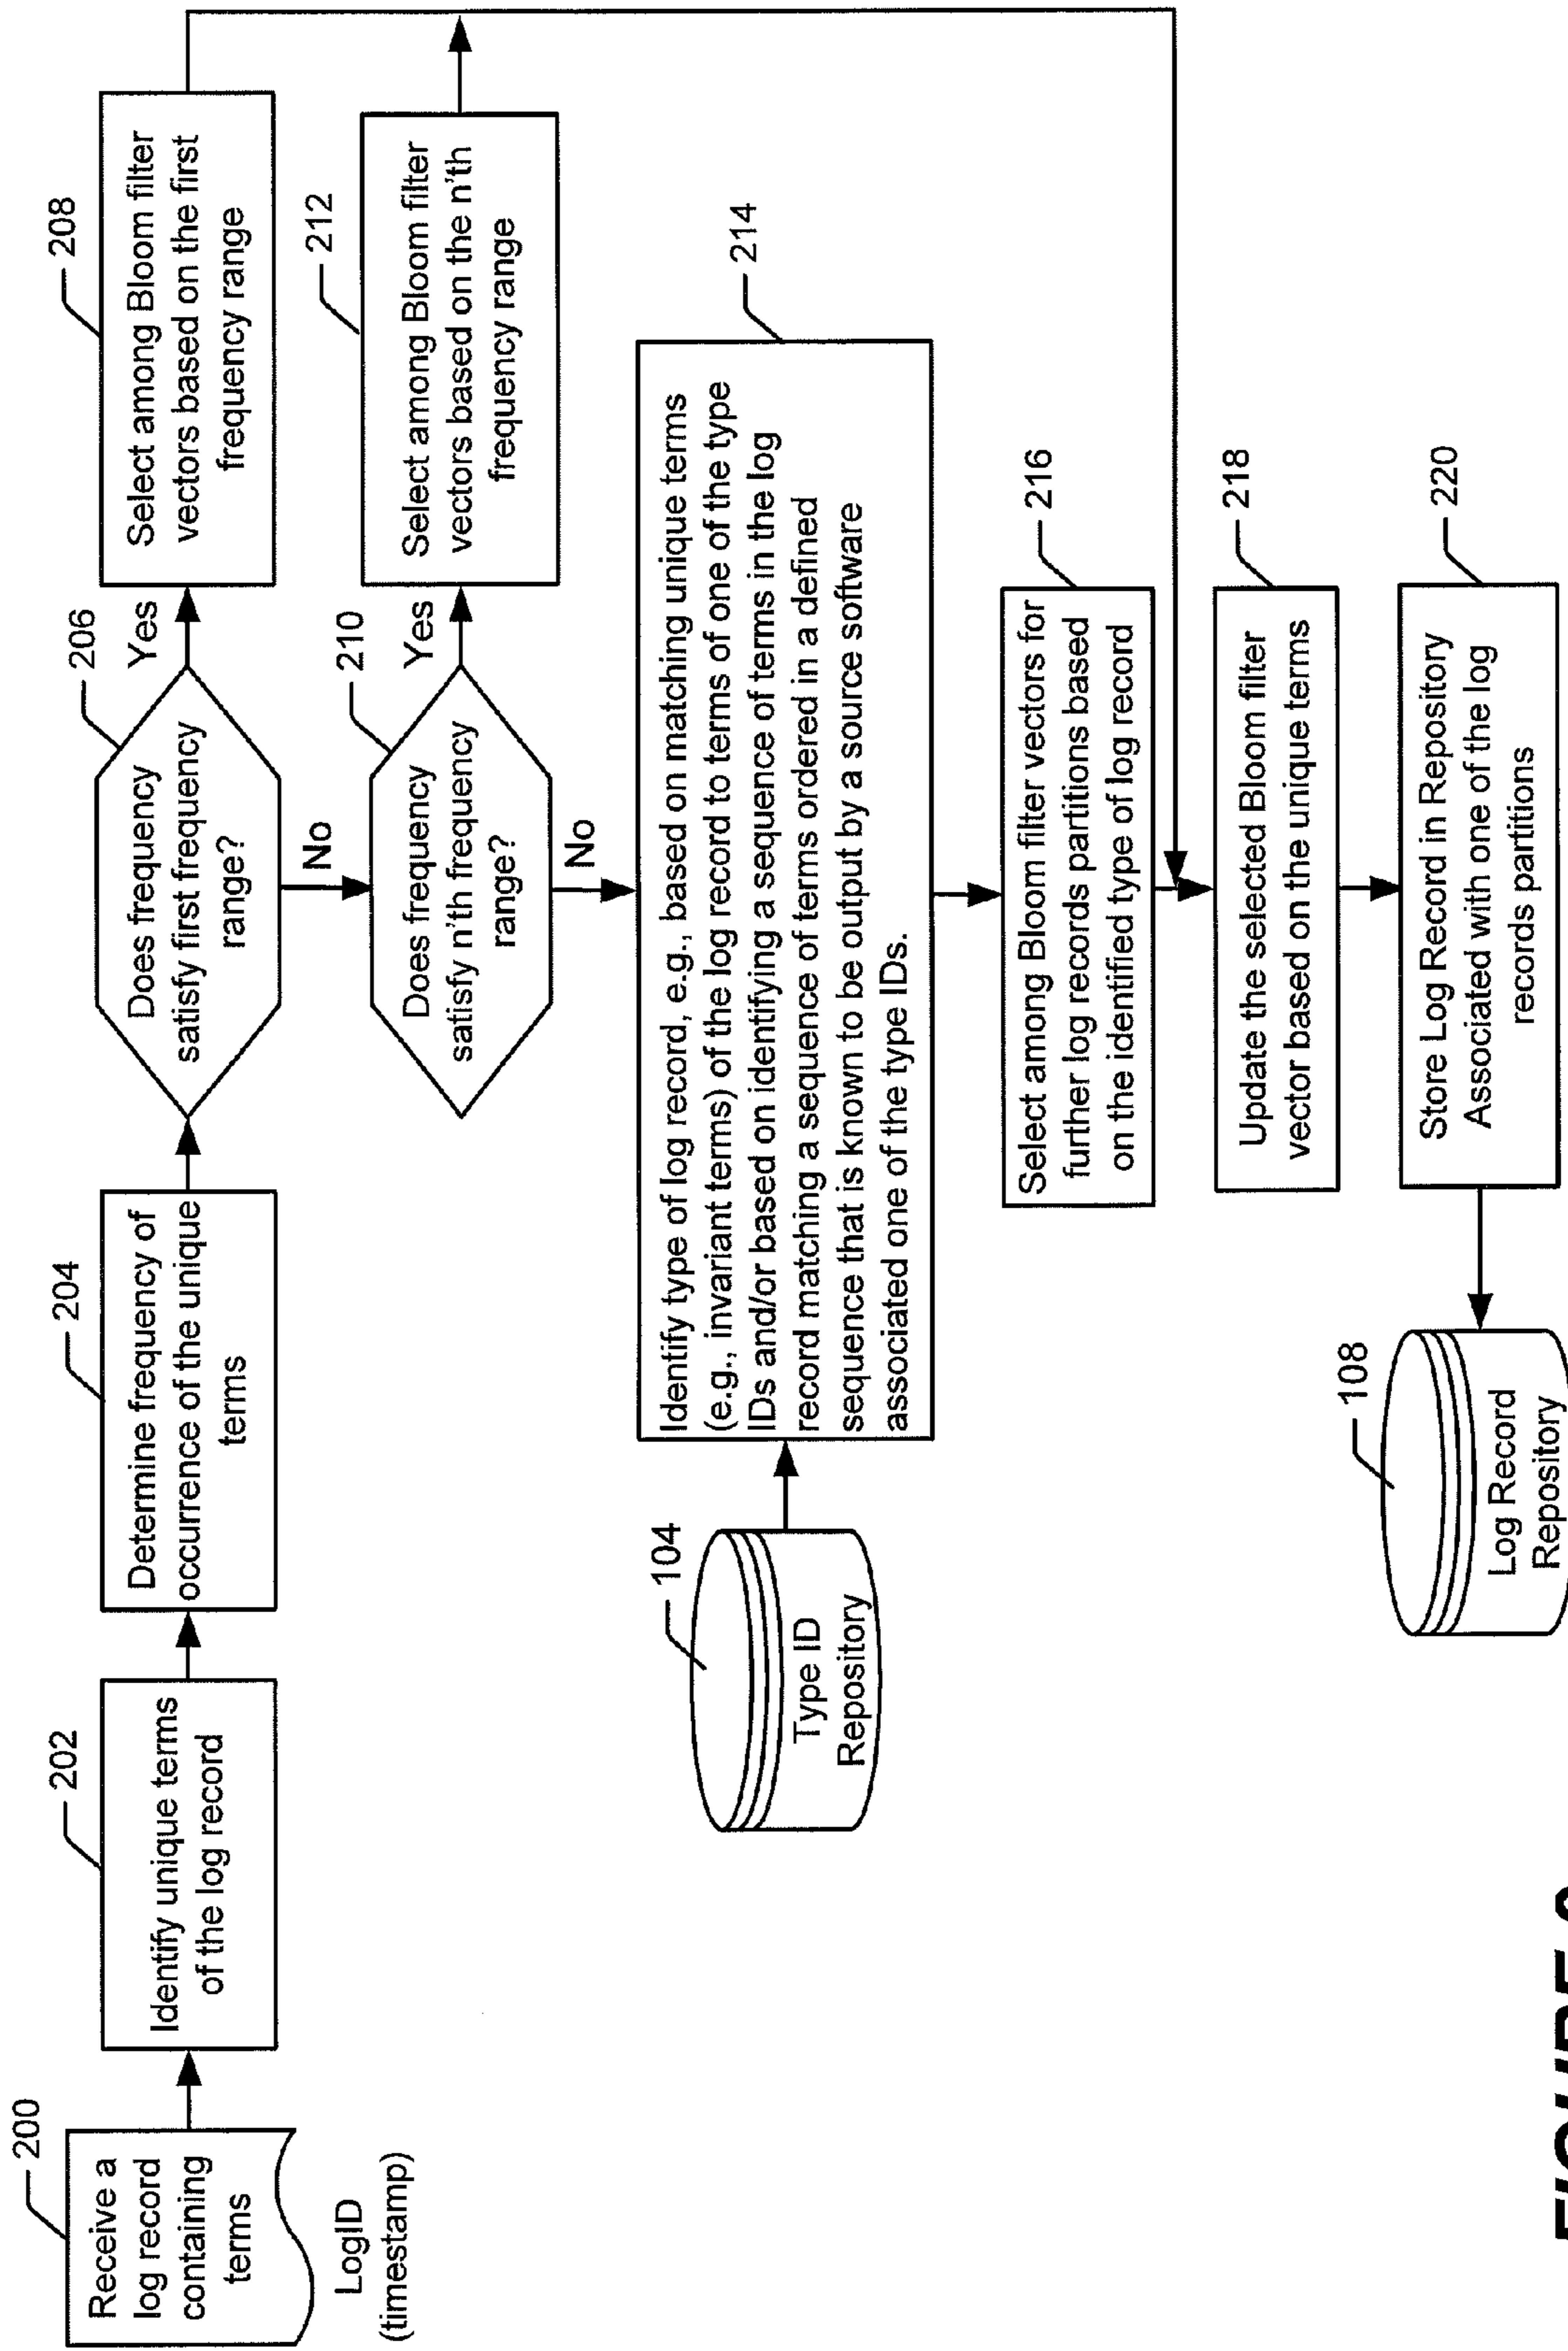 200
Receive a
log record
containing
terms
LogID
(timestamp)
202
Identify unique terms
of the log record
204
Determine frequency of
occurrence of the unique
terms
206
Does frequency
satisfy first frequency
range?
Yes
No
208
Select among Bloom filter
vectors based on the first
frequency range
210
Does frequency
satisfy n'th frequency
range?
Yes
No
212
Select among Bloom filter
vectors based on the n'th
frequency range
104
Type ID
Repository
214
Identify type of log record, e.g., based on matching unique terms
(e.g., invariant terms) of the log record to terms of one of the type
IDs and/or based on identifying a sequence of terms in the log
record matching a sequence of terms ordered in a defined
sequence that is known to be output by a source software
associated one of the type IDs.
216
Select among Bloom filter vectors for
further log records partitions based
on the identified type of log record
218
Update the selected Bloom filter
vector based on the unique terms
220
Store Log Record in Repository
Associated with one of the log
records partitions
108
Log Record
Repository
FIGURE